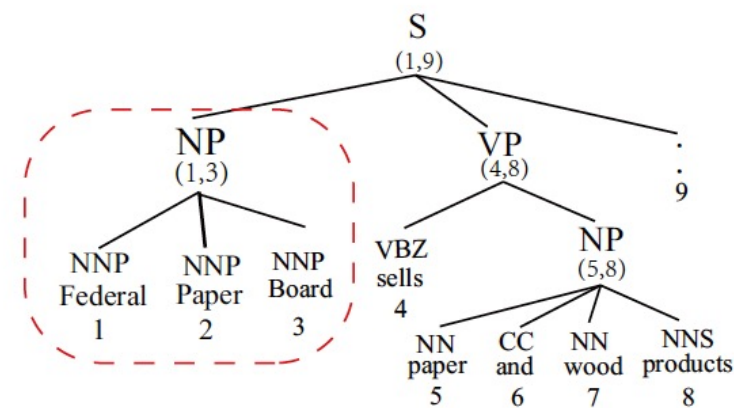 S
(1,9)
NP
(1,3)
VP
(4,8)
.
.
9
NNP
Federal
1
NNP
Paper
2
NNP
Board
3
VBZ
sells
4
NP
(5,8)
NN
paper
5
CC
and
6
NN
wood
7
NNS
products
8